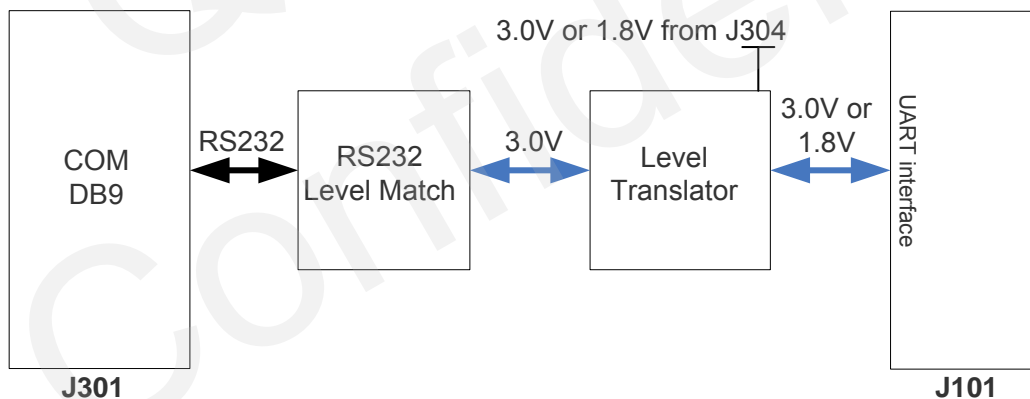 3.0V or 1.8V from J304
COM
DB9
RS232
RS232
Level Match
3.0V
Level
Translator
3.0V or
1.8V
UART interface
J301
J101